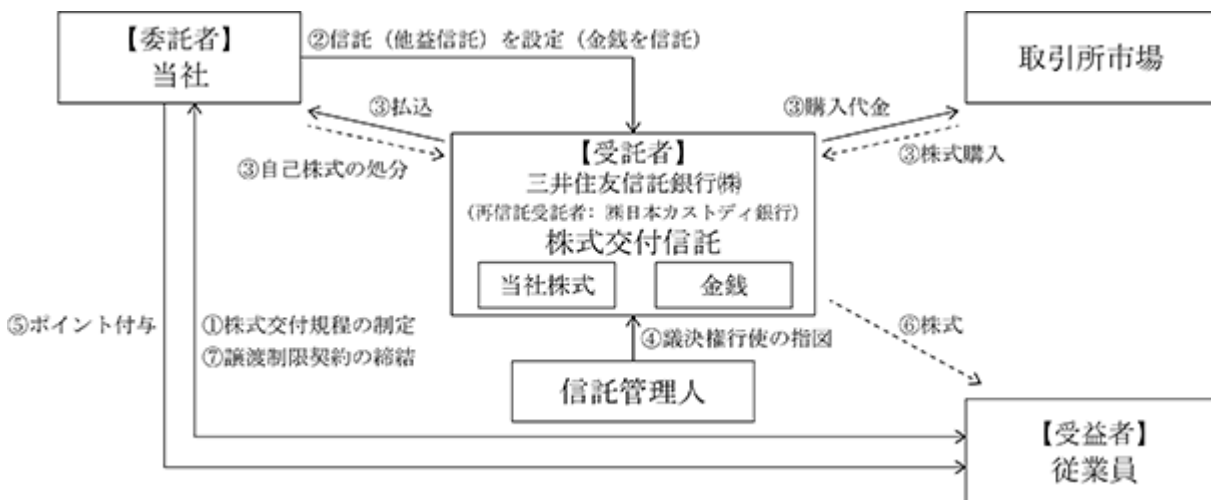 【委託者】
当社
②信託（他益信託）を設定（金銭を信託）
取引所市場
③払込
③自己株式の処分
③購入代金
③株式購入
【受託者】
三井住友信託銀行㈱
(再信託受託者：㈱日本カストディ銀行)
株式交付信託
当社株式
金銭
⑤ポイント付与
①株式交付規程の制定
⑦譲渡制限契約の締結
④議決権行使の指図
⑥株式
信託管理人
【受益者】
従業員